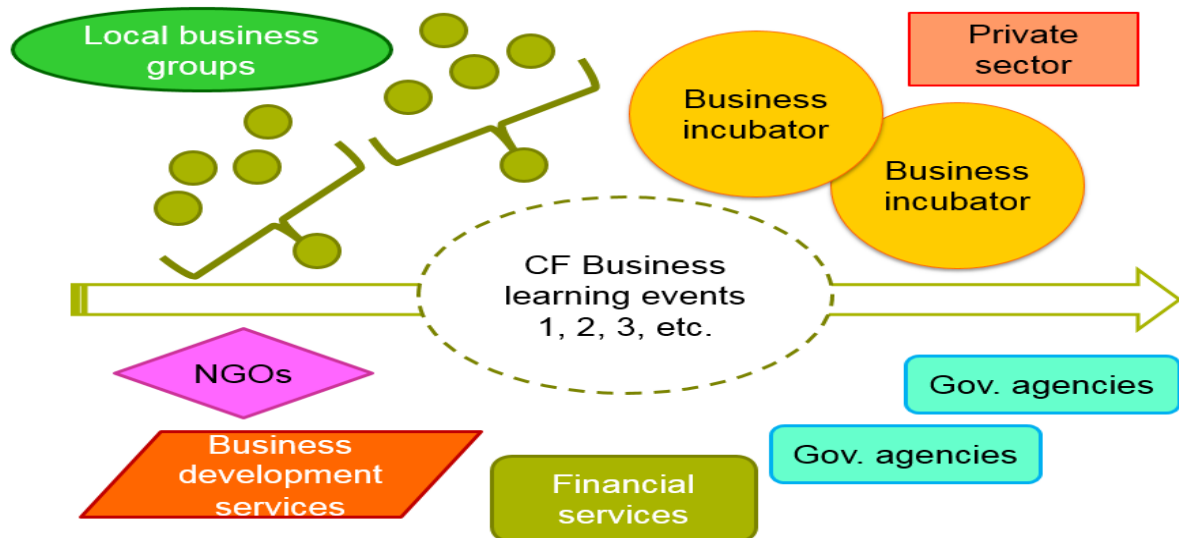 Local business
groups
Private
sector
Business
incubator
Business
incubator
CF Business
learning events
1, 2, 3, etc.
NGOs
Gov. agencies
Gov. agencies
Business
development
services
Financial
services